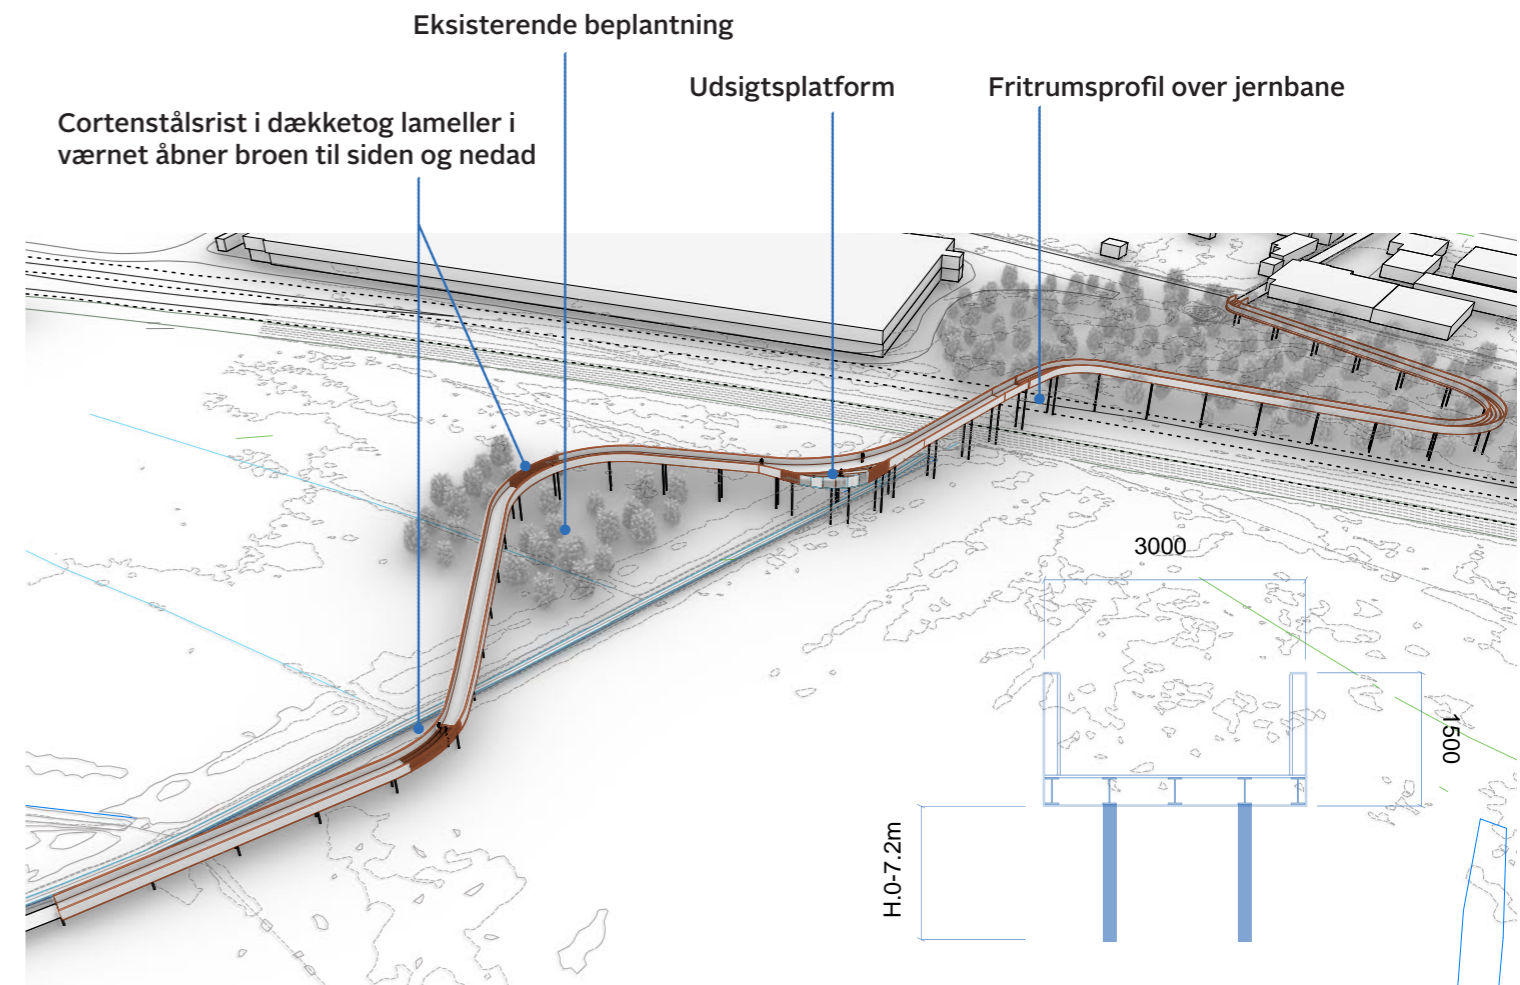 Eksisterende beplantning
Udsigtsplatform
Fritrumsprofil over jernbane
Cortenstålsrist i dækketog lameller i
værnet åbner broen til siden og nedad
3000
1500
H.0-7.2m